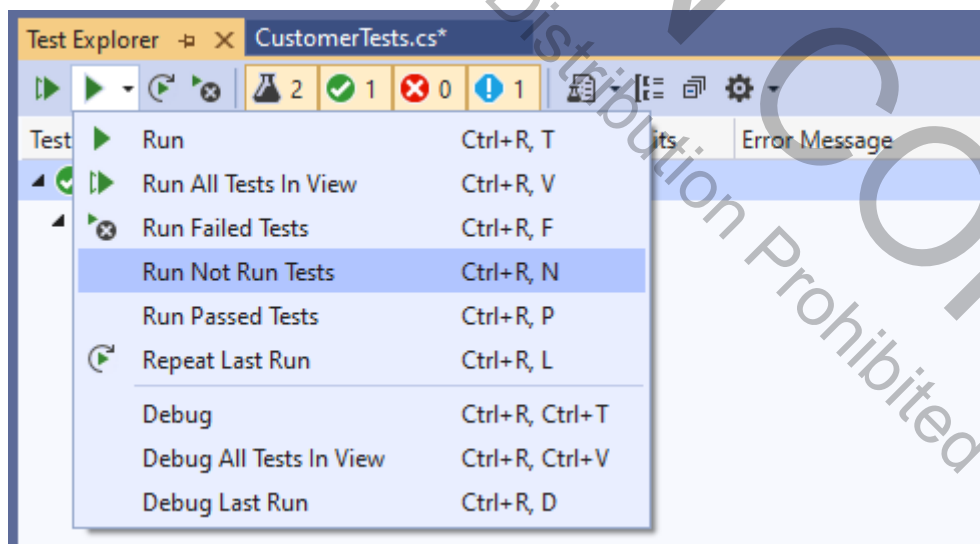 Test Explorer CustomerTests.cs*
2 1 0 1
Test Error Message
Run Ctrl+R, T
Run All Tests In View Ctrl+R, V
Run Failed Tests Ctrl+R, F
Run Not Run Tests Ctrl+R, N
Run Passed Tests Ctrl+R, P
Repeat Last Run Ctrl+R, L
Debug Ctrl+R, Ctrl+T
Debug All Tests In View Ctrl+R, Ctrl+V
Debug Last Run Ctrl+R, D
Distribution Prohibited